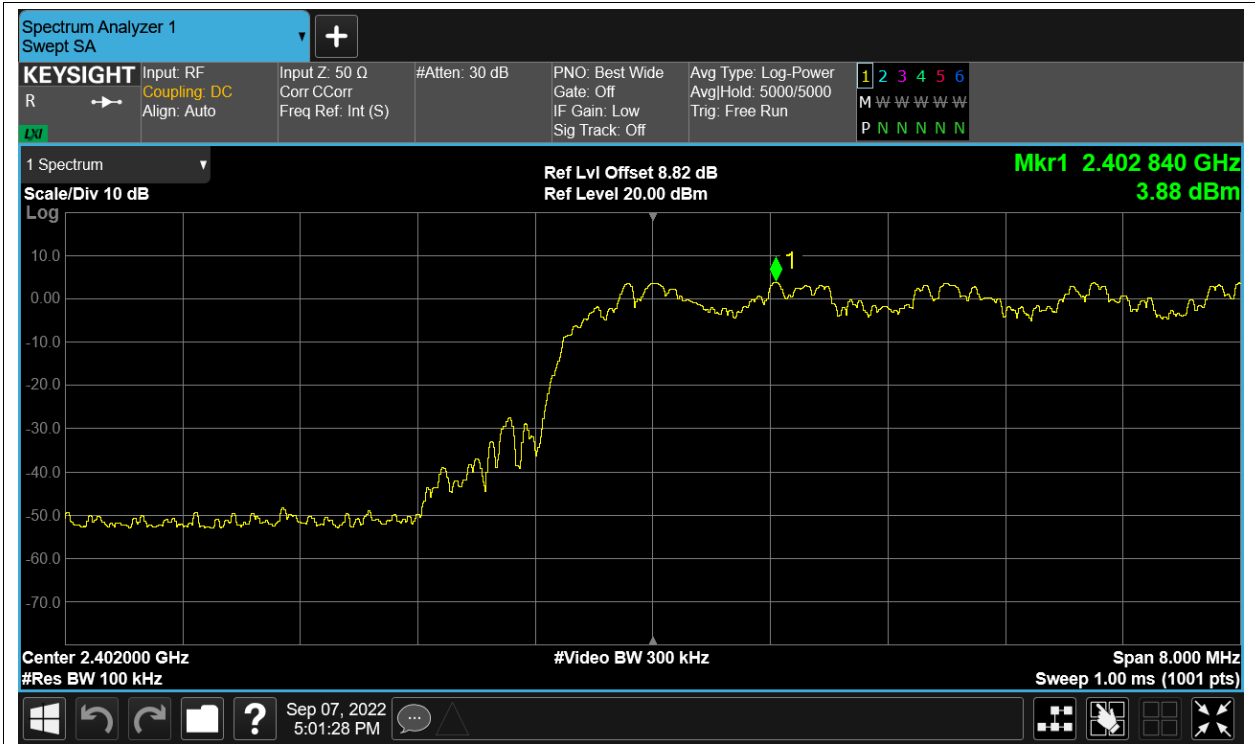 Spectrum Analyzer 1
Swept SA
KEYSIGHT
R
LXI
Input: RF
Coupling: DC
Align: Auto
Input Z: 50 Ω
Corr CCorr
Freq Ref: Int (S)
#Atten: 30 dB
PNO: Best Wide
Gate: Off
IF Gain: Low
Sig Track: Off
Avg Type: Log-Power
Avg|Hold: 5000/5000
Trig: Free Run
1 2 3 4 5 6
M W W W W W
P N N N N N
1 Spectrum
Scale/Div 10 dB
Log
Ref Lvl Offset 8.82 dB
Ref Level 20.00 dBm
Mkr1 2.402 840 GHz
3.88 dBm
1
10.0
0.00
-10.0
-20.0
-30.0
-40.0
-50.0
-60.0
-70.0
Center 2.402000 GHz
#Res BW 100 kHz
#Video BW 300 kHz
Span 8.000 MHz
Sweep 1.00 ms (1001 pts)
?
Sep 07, 2022
5:01:28 PM